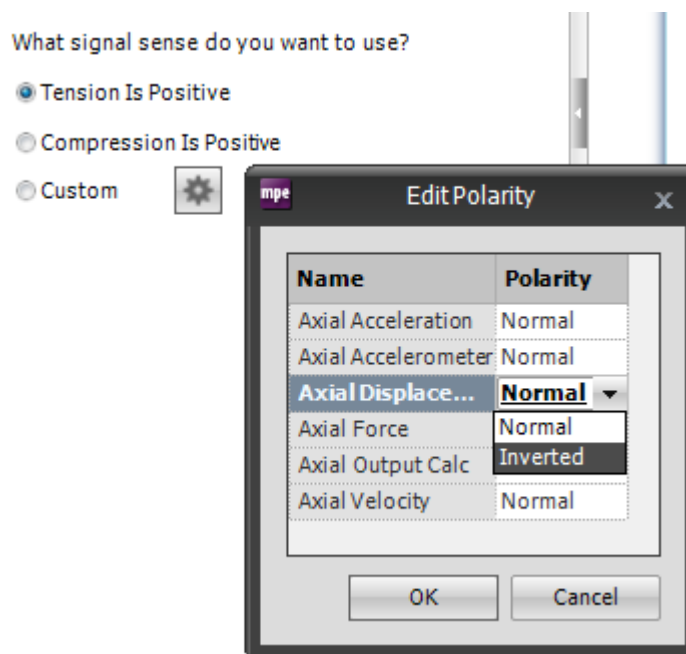 What signal sense do you want to use?
Tension Is Positive
Compression Is Positive
Custom
mpe Edit Polarity x
Name Polarity
Axial Acceleration Normal
Axial Accelerometer Normal
Axial Displace... Normal
Axial Force Normal
Axial Output Calc Inverted
Axial Velocity Normal
OK Cancel